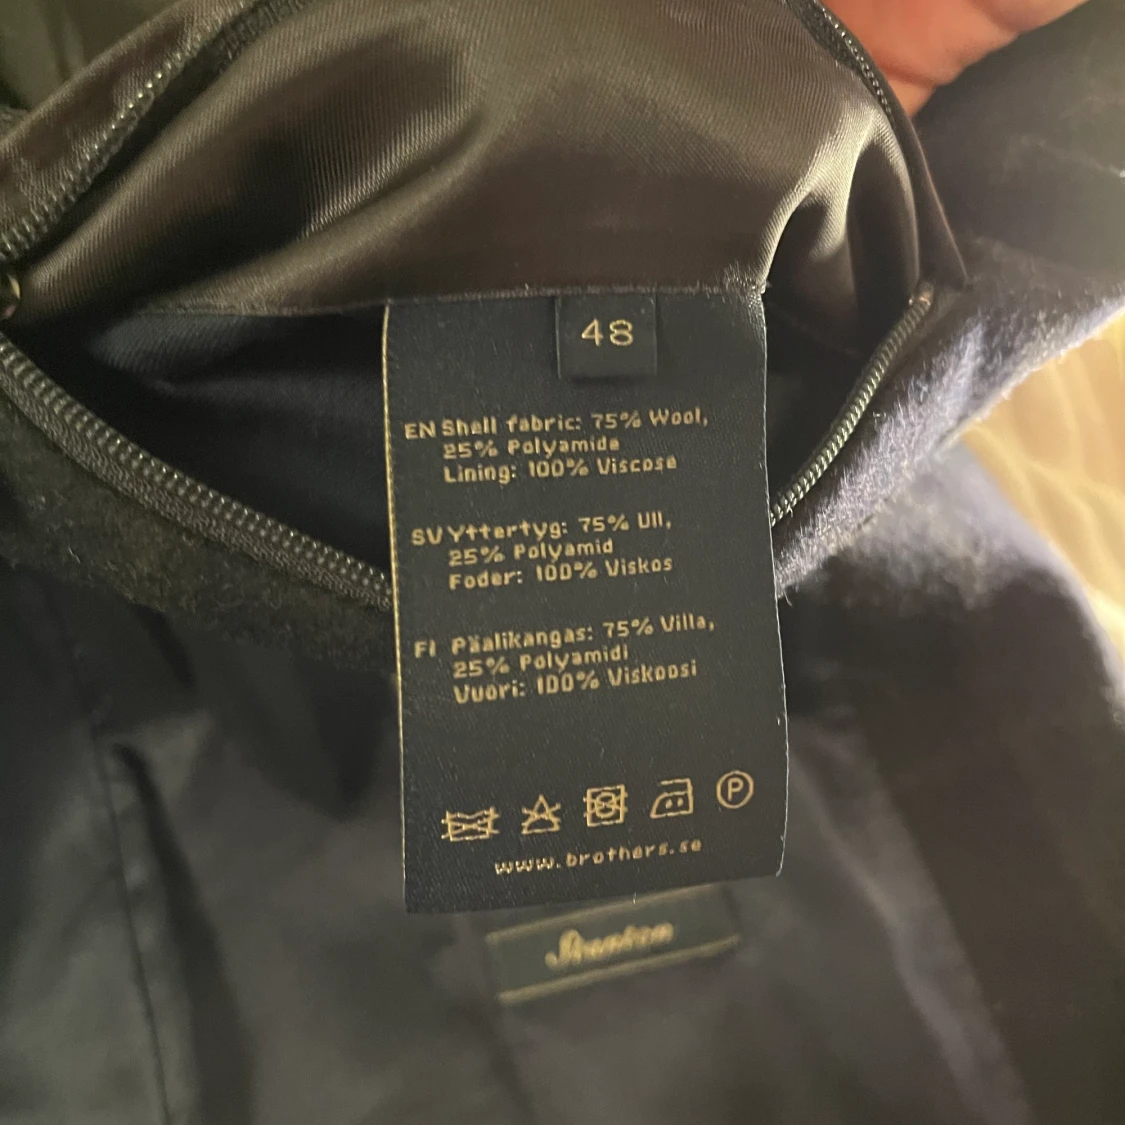 48
EN Shell fabric: 75% Wool,
25% Polyamide
Lining: 100% Viscose
SV Yttertyg: 75% Ull,
25% Polyamid
Foder: 100% Viskos
FI Päälikangas: 75% Villa,
25% Polyamidi
Vuori: 100% Viskoosi
P
www.brothers.se